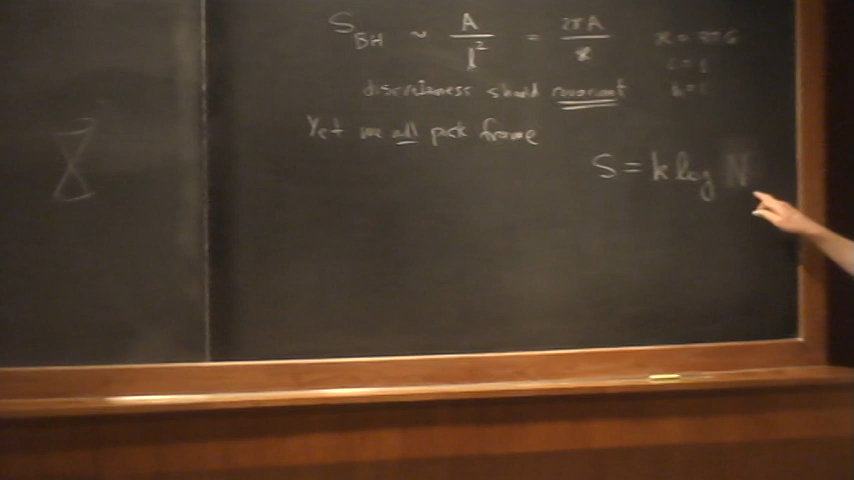 S_BH ~ A/l² = 2πA/κ
κ = 8πG
c = 1
ħ = 1
discreteness should covariant
Yet we all pick frame
S = k log N